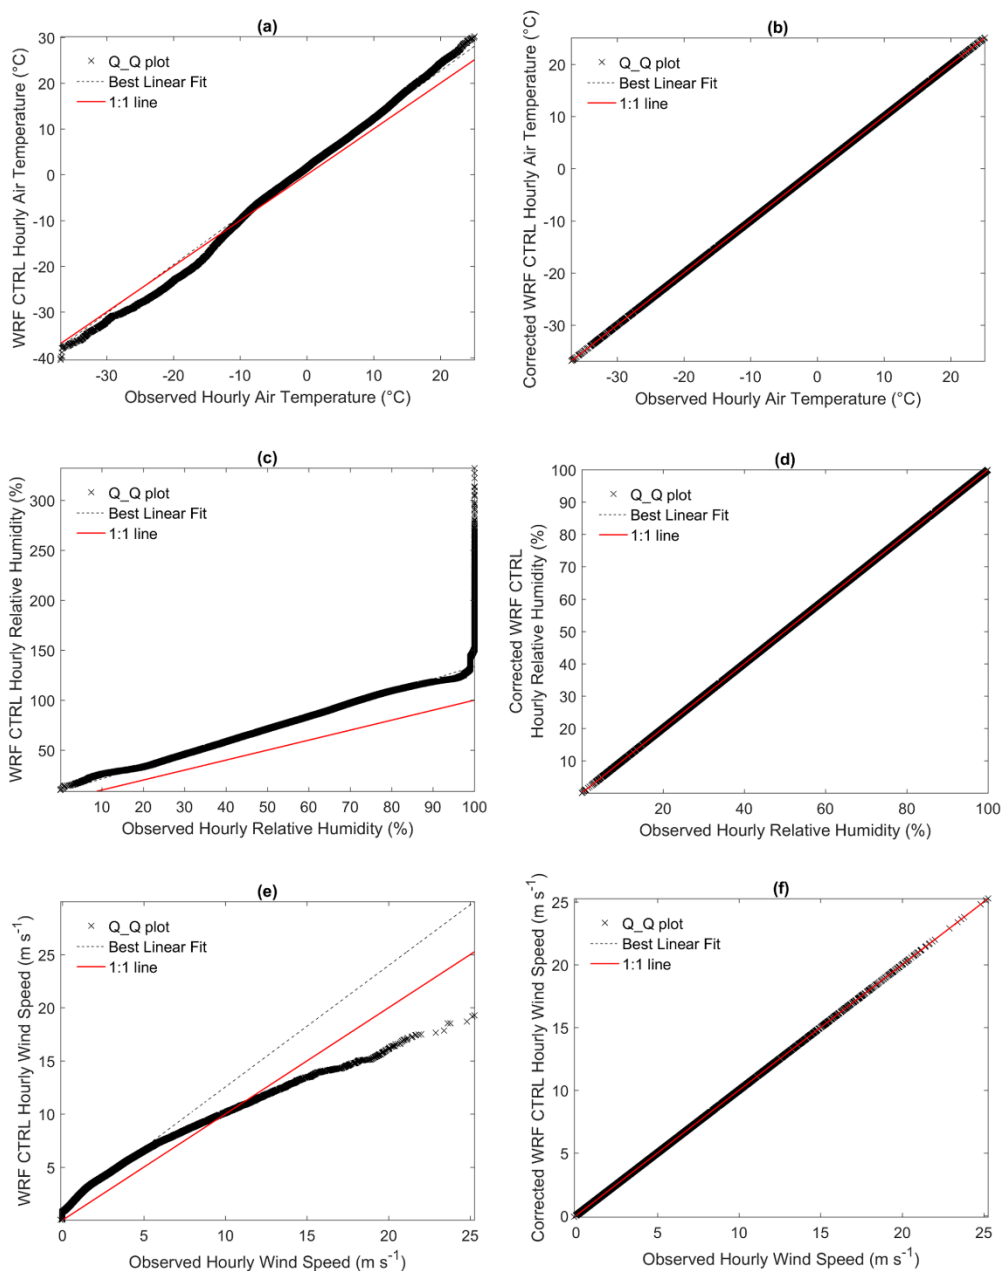 (a)
WRF CTRL Hourly Air Temperature (°C)
30
20
10
0
-10
-20
-30
-40
Q_Q plot
Best Linear Fit
1:1 line
-30 -20 -10 0 10 20
Observed Hourly Air Temperature (°C)
(b)
Corrected WRF CTRL Hourly Air Temperature (°C)
20
10
0
-10
-20
-30
Q_Q plot
Best Linear Fit
1:1 line
-30 -20 -10 0 10 20
Observed Hourly Air Temperature (°C)
(c)
WRF CTRL Hourly Relative Humidity (%)
300
250
200
150
100
50
Q_Q plot
Best Linear Fit
1:1 line
10 20 30 40 50 60 70 80 90 100
Observed Hourly Relative Humidity (%)
(d)
Corrected WRF CTRL
Hourly Relative Humidity (%)
100
90
80
70
60
50
40
30
20
10
Q_Q plot
Best Linear Fit
1:1 line
20 40 60 80 100
Observed Hourly Relative Humidity (%)
(e)
WRF CTRL Hourly Wind Speed (m s⁻¹)
25
20
15
10
5
Q_Q plot
Best Linear Fit
1:1 line
0 5 10 15 20 25
Observed Hourly Wind Speed (m s⁻¹)
(f)
Corrected WRF CTRL Hourly Wind Speed (m s⁻¹)
25
20
15
10
5
0
Q_Q plot
Best Linear Fit
1:1 line
0 5 10 15 20 25
Observed Hourly Wind Speed (m s⁻¹)